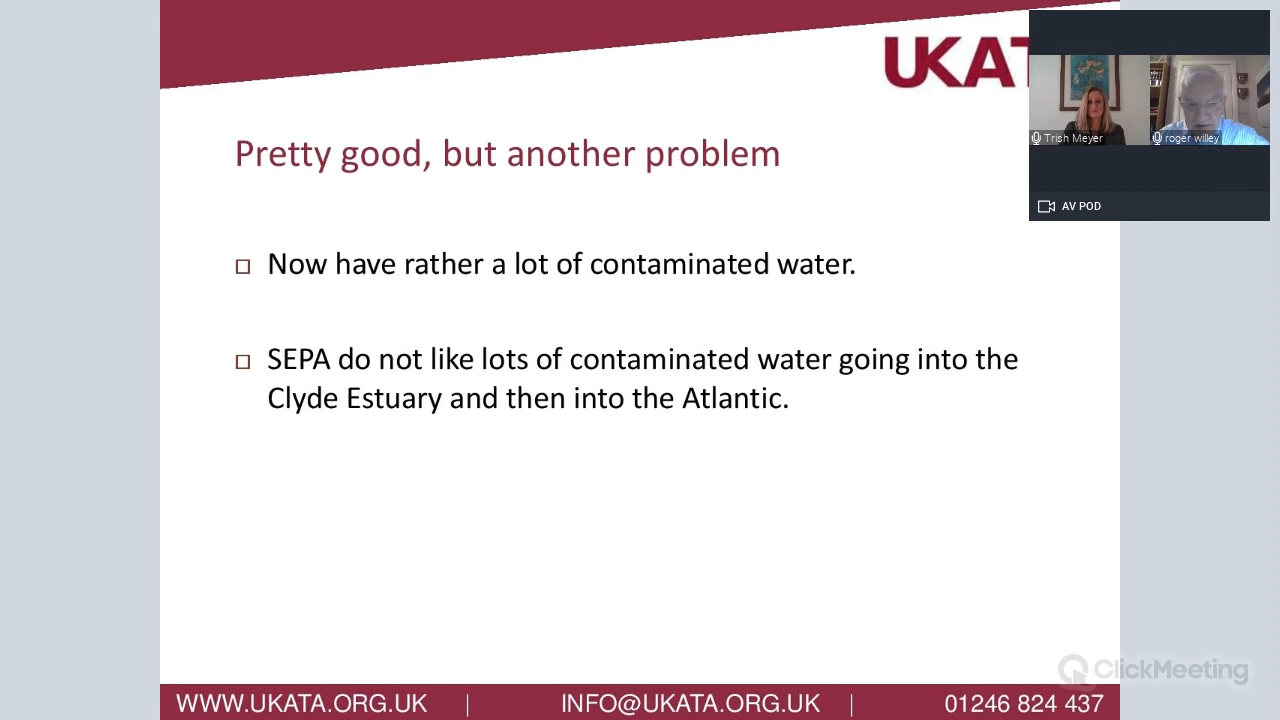 UKAT
Pretty good, but another problem
Trish Meyer
roger willey
AV POD
Now have rather a lot of contaminated water.
SEPA do not like lots of contaminated water going into the
Clyde Estuary and then into the Atlantic.
ClickMeeting
WWW.UKATA.ORG.UK | INFO@UKATA.ORG.UK | 01246 824 437